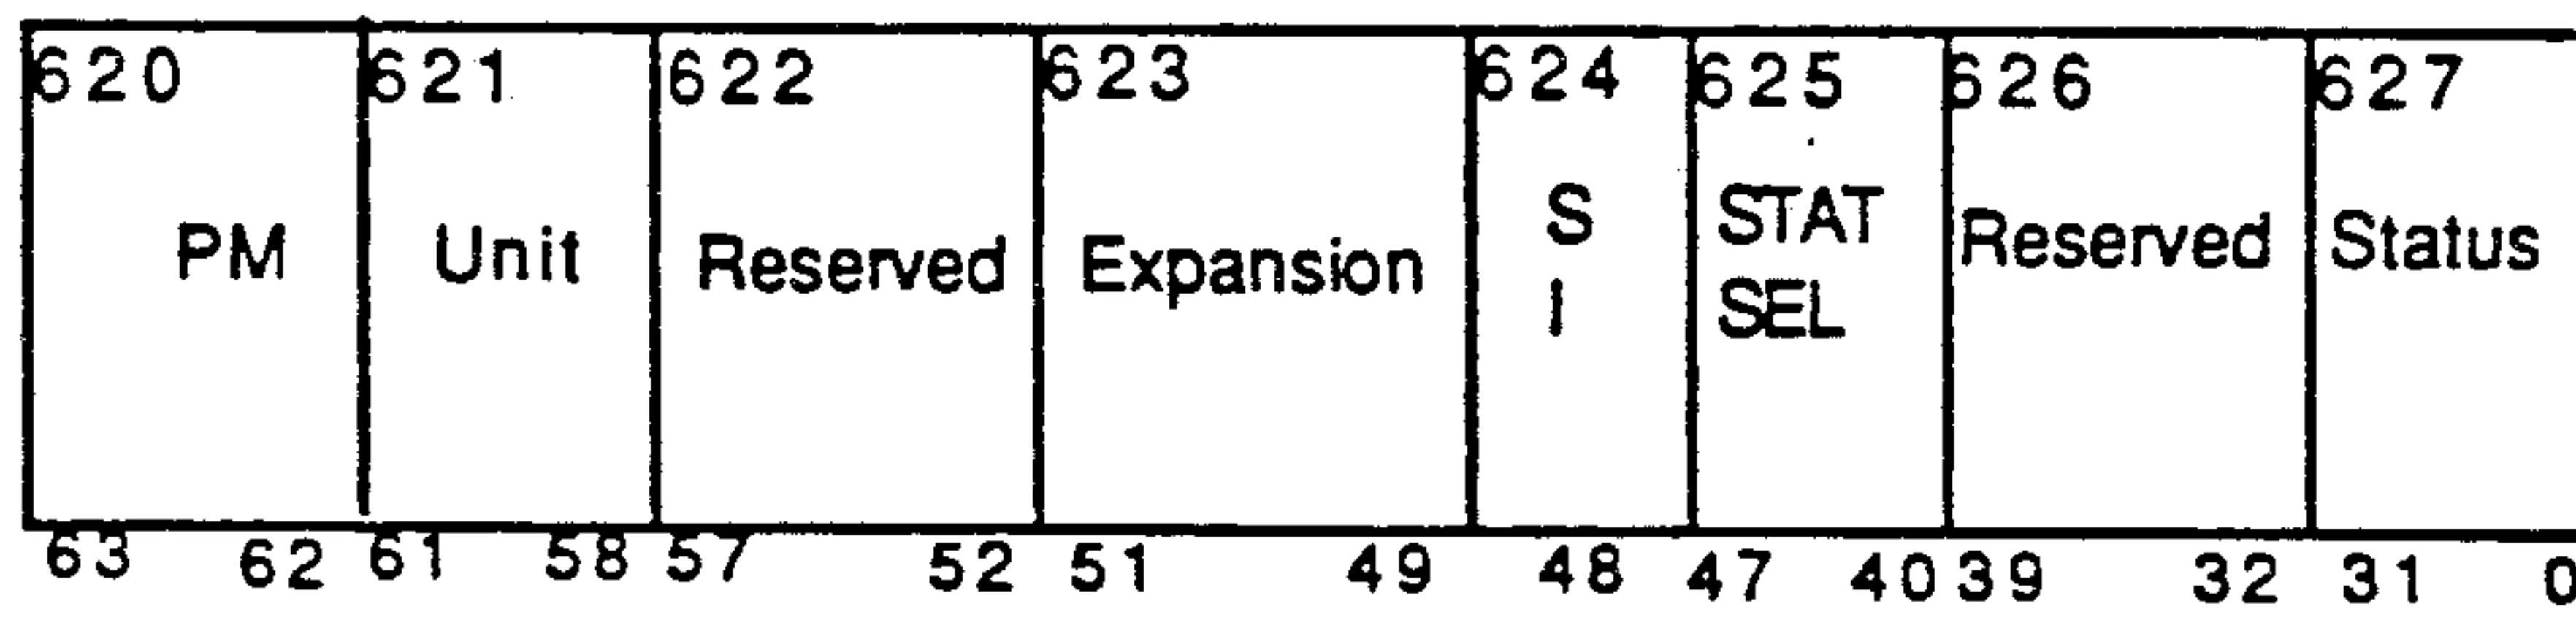 620 621 622 623 624 625 626 627
PM Unit Reserved Expansion S STAT Reserved Status
I SEL
63 62 61 58 57 52 51 49 48 47 40 39 32 31 0